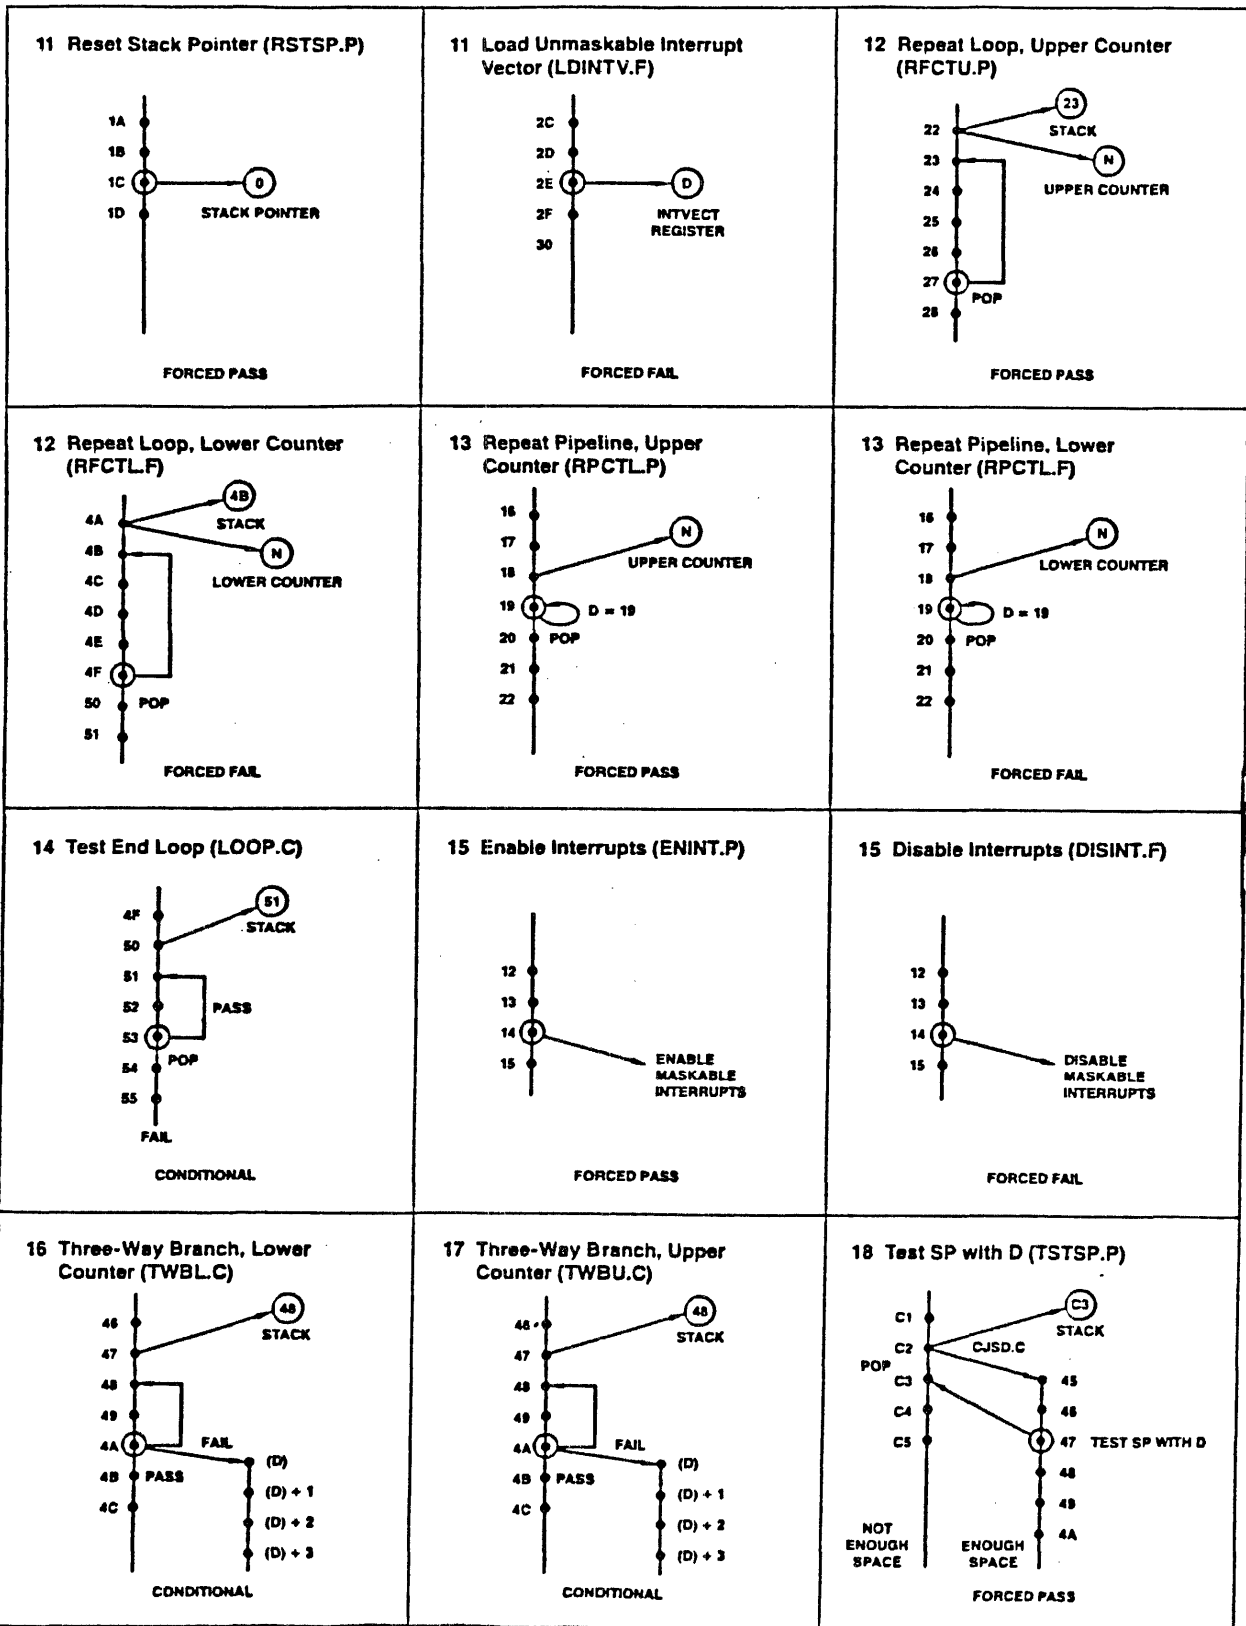 11 Reset Stack Pointer (RSTSP.P)
1A
1B
1C
0
1D
STACK POINTER
FORCED PASS
11 Load Unmaskable Interrupt
Vector (LDINTV.F)
2C
2D
2E
D
2F
INTVECT
REGISTER
30
FORCED FAIL
12 Repeat Loop, Upper Counter
(RFCTU.P)
23
22
STACK
23
N
24
UPPER COUNTER
25
26
27
POP
28
FORCED PASS
12 Repeat Loop, Lower Counter
(RFCTL.F)
4B
4A
STACK
4B
N
4C
LOWER COUNTER
4D
4E
4F
50
POP
51
FORCED FAIL
13 Repeat Pipeline, Upper
Counter (RPCTL.P)
16
17
N
18
UPPER COUNTER
19
D = 19
20
POP
21
22
FORCED PASS
13 Repeat Pipeline, Lower
Counter (RPCTL.F)
16
17
N
18
LOWER COUNTER
19
D = 19
20
POP
21
22
FORCED FAIL
14 Test End Loop (LOOP.C)
51
4F
STACK
50
51
52
PASS
53
POP
54
55
FAIL
CONDITIONAL
15 Enable Interrupts (ENINT.P)
12
13
14
15
ENABLE
MASKABLE
INTERRUPTS
FORCED PASS
15 Disable Interrupts (DISINT.F)
12
13
14
15
DISABLE
MASKABLE
INTERRUPTS
FORCED FAIL
16 Three-Way Branch, Lower
Counter (TWBL.C)
48
46
STACK
47
48
49
4A
FAIL
(D)
4B
PASS
(D) + 1
4C
(D) + 2
(D) + 3
CONDITIONAL
17 Three-Way Branch, Upper
Counter (TWBU.C)
48
46
STACK
47
48
49
4A
FAIL
(D)
4B
PASS
(D) + 1
4C
(D) + 2
(D) + 3
CONDITIONAL
18 Test SP with D (TSTSP.P)
C3
C1
STACK
C2
CJSD.C
POP
C3
45
C4
46
C5
47 TEST SP WITH D
48
49
4A
NOT
ENOUGH
SPACE
ENOUGH
SPACE
FORCED PASS